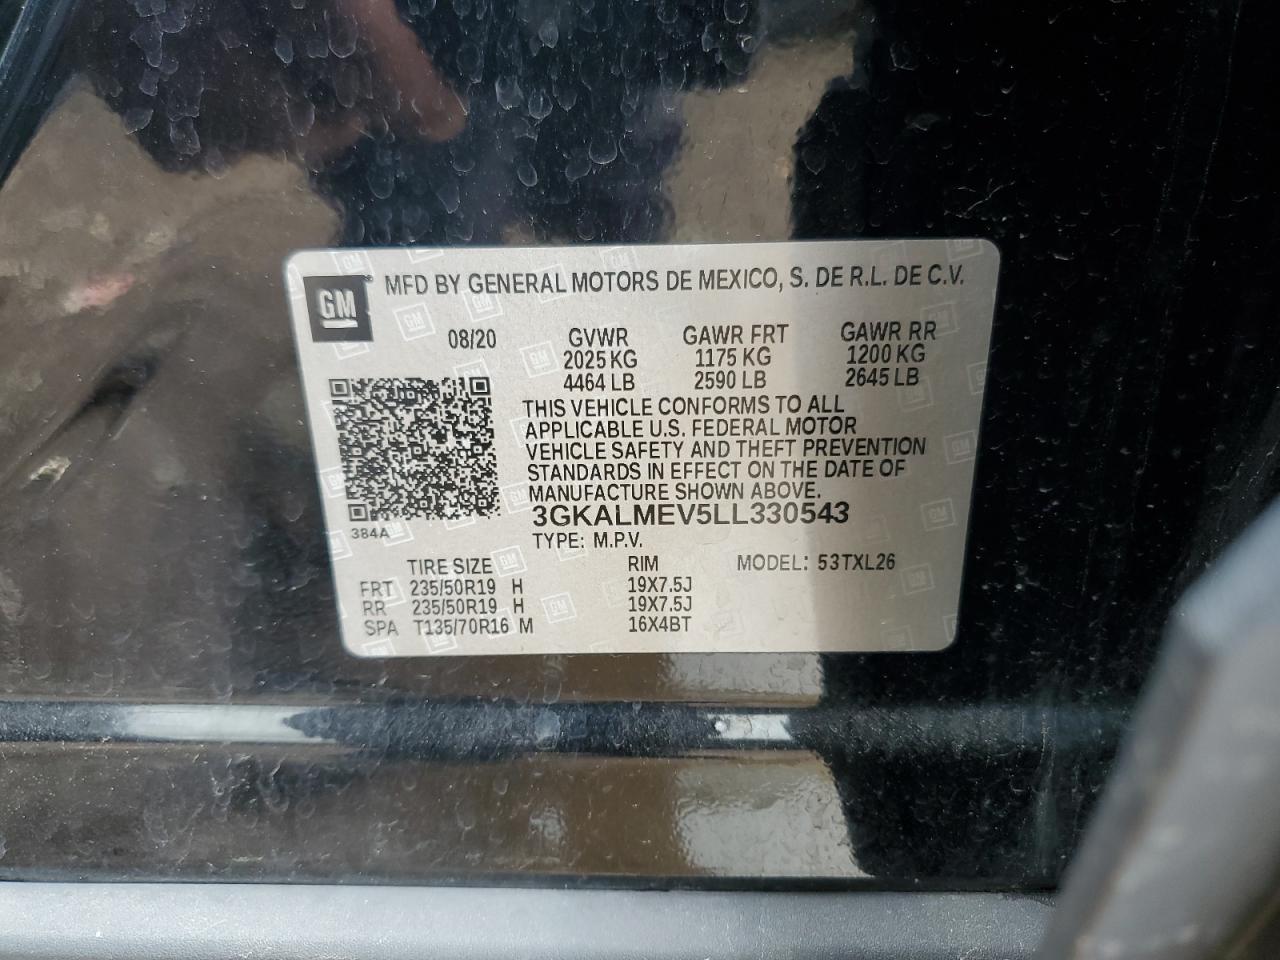 GM
MFD BY GENERAL MOTORS DE MEXICO, S. DE R.L. DE C.V.
08/20 GVWR GAWR FRT GAWR RR
2025 KG 1175 KG 1200 KG
4464 LB 2590 LB 2645 LB
THIS VEHICLE CONFORMS TO ALL
APPLICABLE U.S. FEDERAL MOTOR
VEHICLE SAFETY AND THEFT PREVENTION
STANDARDS IN EFFECT ON THE DATE OF
MANUFACTURE SHOWN ABOVE.
3GKALMEV5LL330543
384A
TYPE: M.P.V.
TIRE SIZE RIM MODEL: 53TXL26
FRT 235/50R19 H 19X7.5J
RR 235/50R19 H 19X7.5J
SPA T135/70R16 M 16X4BT